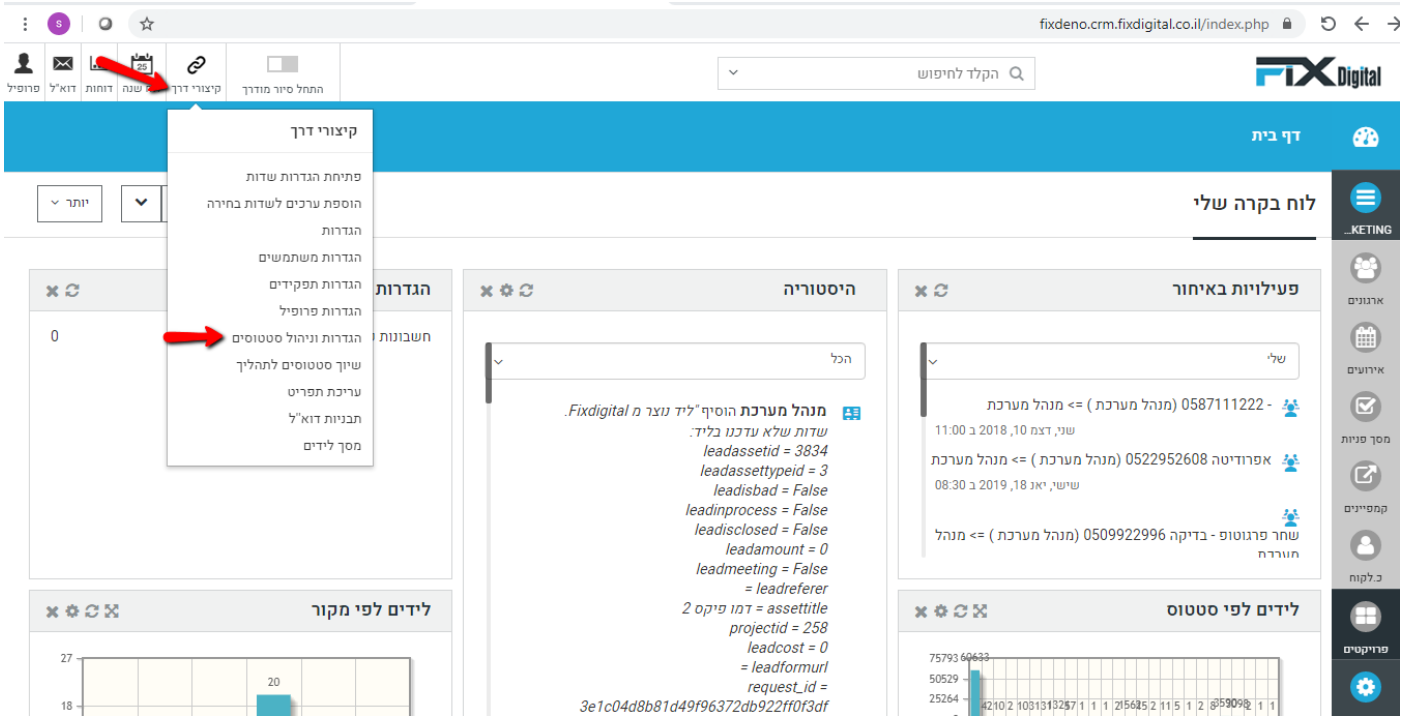 fixdeno.crm.fixdigital.co.il/index.php
S
FIX Digital
הקלד לחיפוש
התחל סיור מודרך
קיצורי דרך
שנה
25
דוחות
דוא"ל
פרופיל
דף בית
קיצורי דרך
פתיחת הגדרות שדות
הוספת ערכים לשדות בחירה
הגדרות
הגדרות משתמשים
הגדרות תפקידים
הגדרות פרופיל
הגדרות וניהול סטטוסים
שיוך סטטוסים לתהליך
עריכת תפריט
תבניות דוא"ל
מסך לידים
לוח בקרה שלי
יותר
KETING...
ארגונים
אירועים
מסך פניות
קמפיינים
כ.לקוח
פרויקטים
פעילויות באיחור
שלי
- 0587111222 (מנהל מערכת ) => מנהל מערכת
שני, דצמ 10, 2018 ב 11:00
אפרודיטה 0522952608 (מנהל מערכת ) => מנהל מערכת
שישי, יאנ 18, 2019 ב 08:30
שחר פרגוטופ - בדיקה 0509922996 (מנהל מערכת ) => מנהל
מערכת
היסטוריה
הכל
מנהל מערכת הוסיף "ליד נוצר מ Fixdigital.
שדות שלא עדכנו בליד:
leadassetid = 3834
leadassettypeid = 3
leadisbad = False
leadinprocess = False
leadisclosed = False
leadamount = 0
leadmeeting = False
= leadreferer
assettitle = דמו פיקס 2
projectid = 258
leadcost = 0
= leadformurl
request_id =
3e1c04d8b81d49f96372db922ff0f3df
הגדרות
חשבונות
0
לידים לפי סטטוס
75793
60633
50529
25264
לידים לפי מקור
27
20
18